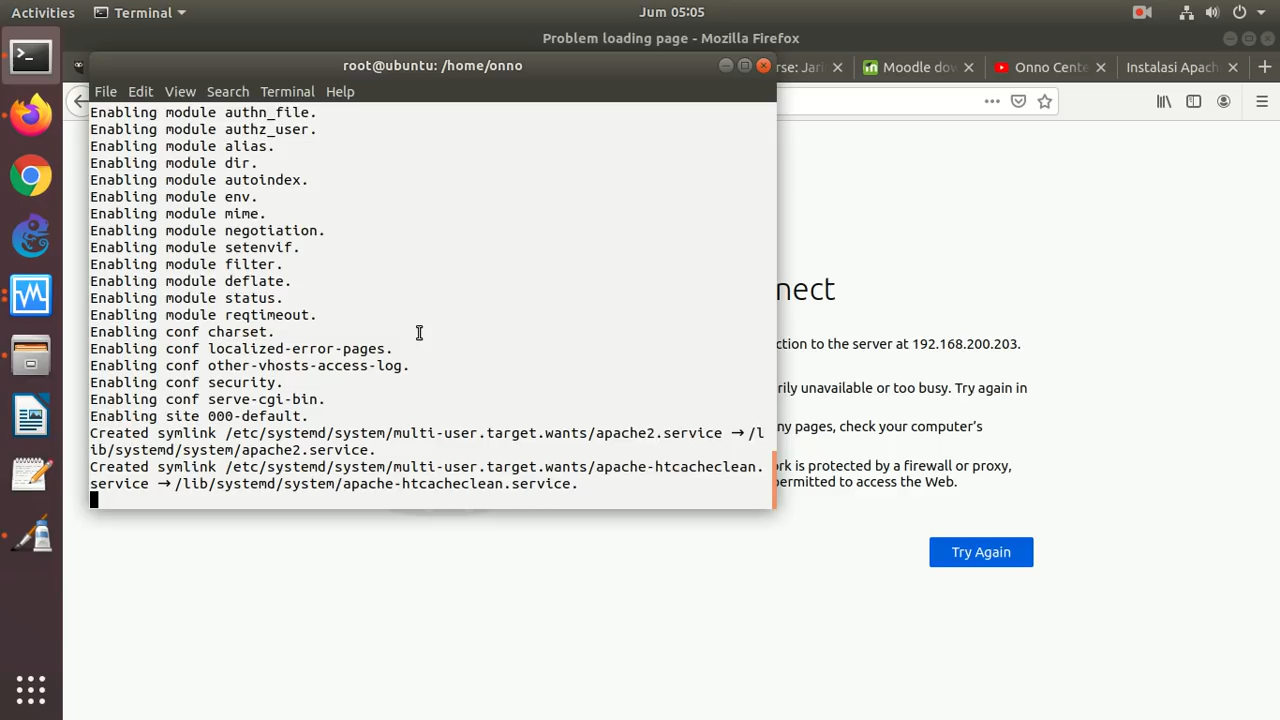 Activities
Terminal
Jum 05:05
Problem loading page - Mozilla Firefox
root@ubuntu: /home/onno
rse: Jari
Moodle dow
Onno Cente
Instalasi Apach
File Edit View Search Terminal Help
Enabling module authn_file.
Enabling module authz_user.
Enabling module alias.
Enabling module dir.
Enabling module autoindex.
Enabling module env.
Enabling module mime.
Enabling module negotiation.
Enabling module setenvif.
Enabling module filter.
Enabling module deflate.
Enabling module status.
Enabling module reqtimeout.
Enabling conf charset.
Enabling conf localized-error-pages.
Enabling conf other-vhosts-access-log.
Enabling conf security.
Enabling conf serve-cgi-bin.
Enabling site 000-default.
Created symlink /etc/systemd/system/multi-user.target.wants/apache2.service → /l
ib/systemd/system/apache2.service.
Created symlink /etc/systemd/system/multi-user.target.wants/apache-htcacheclean.
service → /lib/systemd/system/apache-htcacheclean.service.
nnect
ction to the server at 192.168.200.203.
rily unavailable or too busy. Try again in
ny pages, check your computer's
rk is protected by a firewall or proxy,
permitted to access the Web.
Try Again